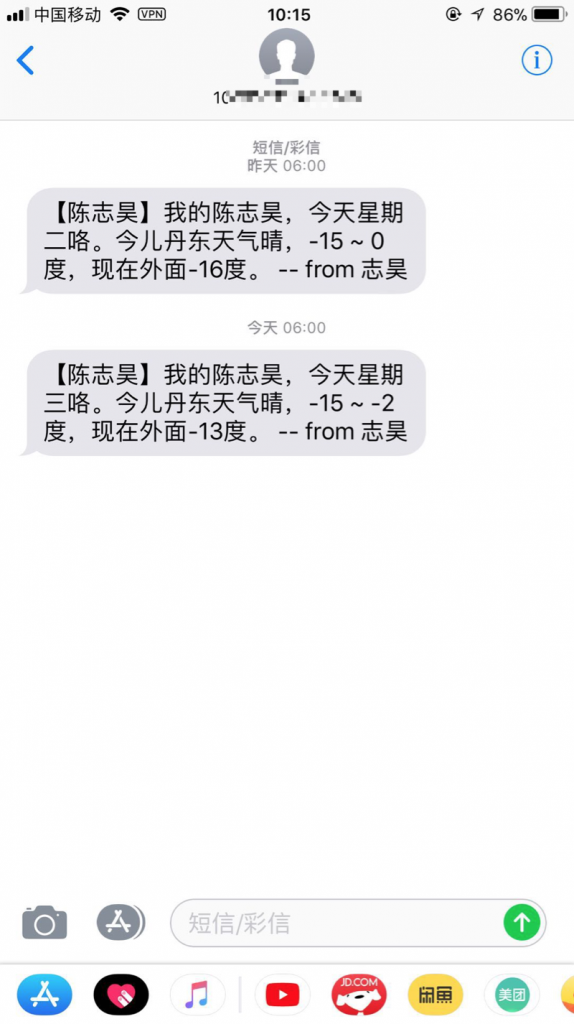 中国移动 VPN 10:15 86%
短信/彩信
昨天 06:00
【陈志昊】我的陈志昊，今天星期
二咯。今儿丹东天气晴，-15 ~ 0
度，现在外面-16度。 -- from 志昊
今天 06:00
【陈志昊】我的陈志昊，今天星期
三咯。今儿丹东天气晴，-15 ~ -2
度，现在外面-13度。 -- from 志昊
短信/彩信
JD.COM 闲鱼 美团